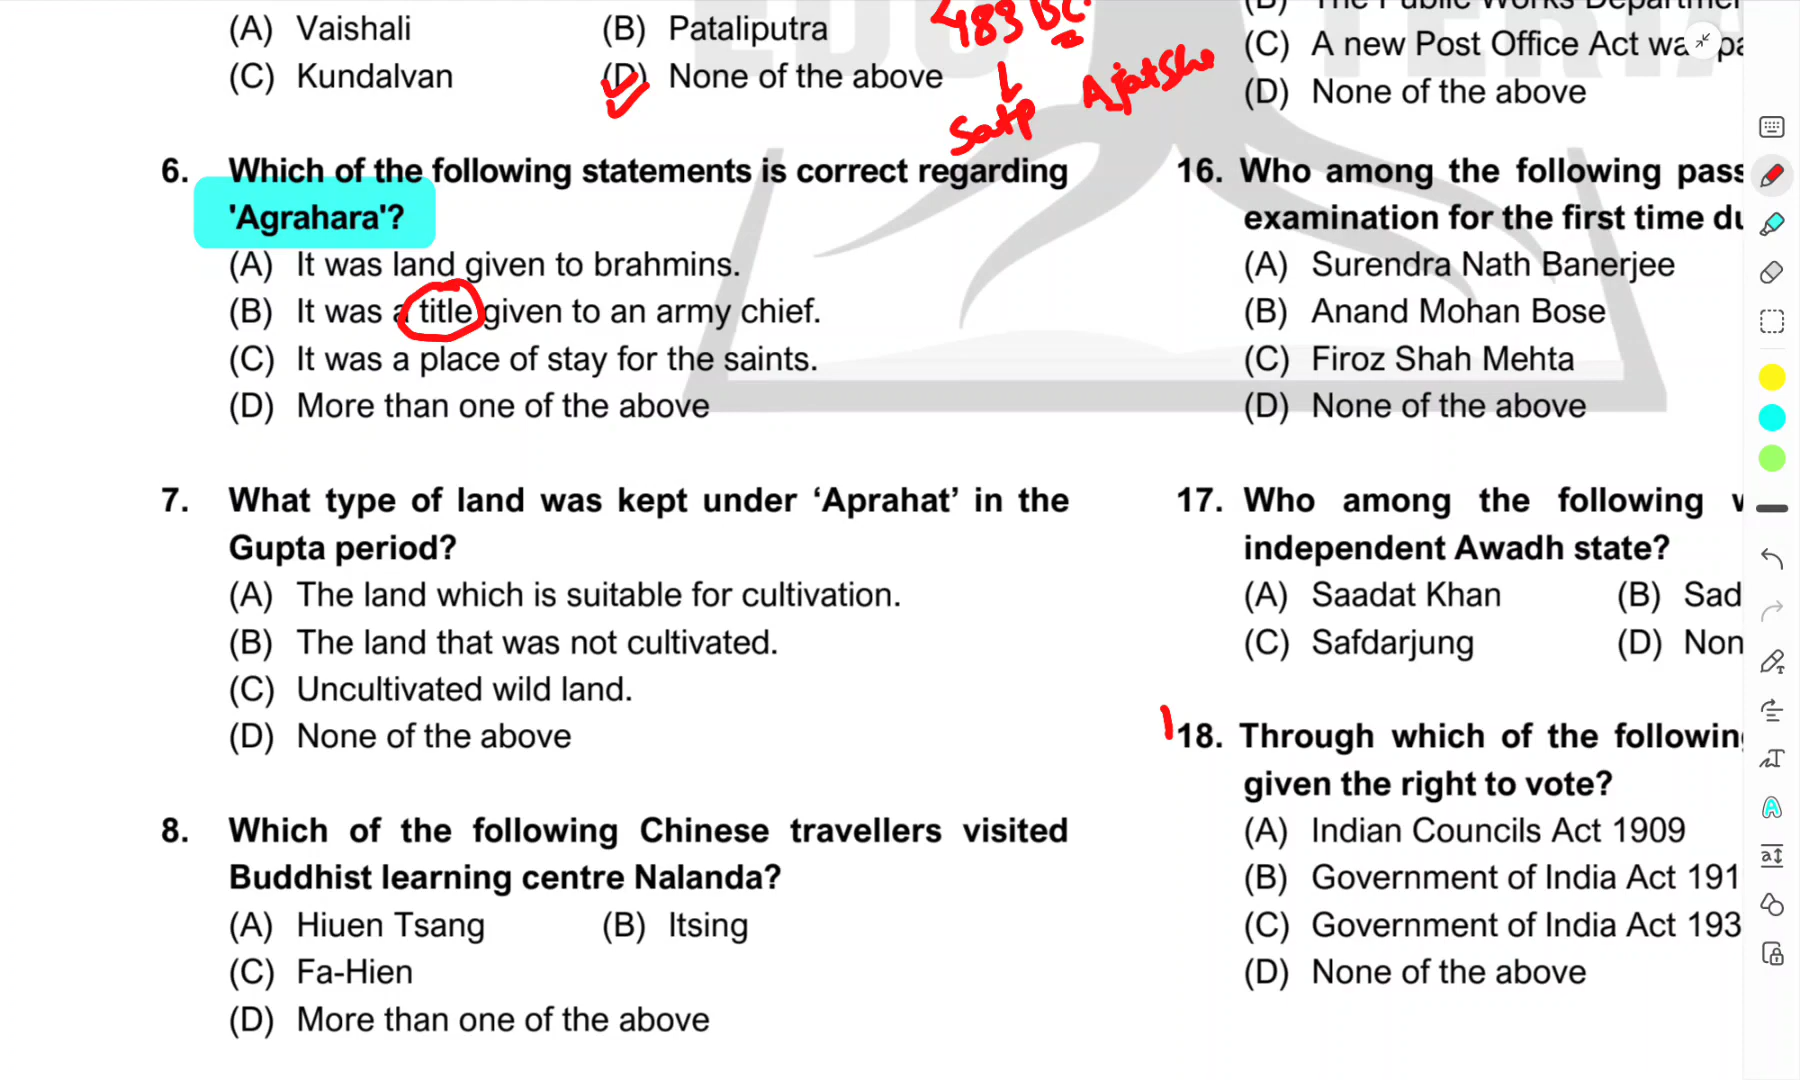 (A) Vaishali (B) Pataliputra
(C) Kundalvan (D) None of the above
483 BC
Satp Ajatsha
6. Which of the following statements is correct regarding
'Agrahara'?
(A) It was land given to brahmins.
(B) It was a title given to an army chief.
(C) It was a place of stay for the saints.
(D) More than one of the above
7. What type of land was kept under ‘Aprahat’ in the
Gupta period?
(A) The land which is suitable for cultivation.
(B) The land that was not cultivated.
(C) Uncultivated wild land.
(D) None of the above
8. Which of the following Chinese travellers visited
Buddhist learning centre Nalanda?
(A) Hiuen Tsang (B) Itsing
(C) Fa-Hien
(D) More than one of the above
(C) A new Post Office Act wa pa
(D) None of the above
16. Who among the following pass
examination for the first time du
(A) Surendra Nath Banerjee
(B) Anand Mohan Bose
(C) Firoz Shah Mehta
(D) None of the above
17. Who among the following
independent Awadh state?
(A) Saadat Khan (B) Sad
(C) Safdarjung (D) Non
18. Through which of the following
given the right to vote?
(A) Indian Councils Act 1909
(B) Government of India Act 191
(C) Government of India Act 193
(D) None of the above